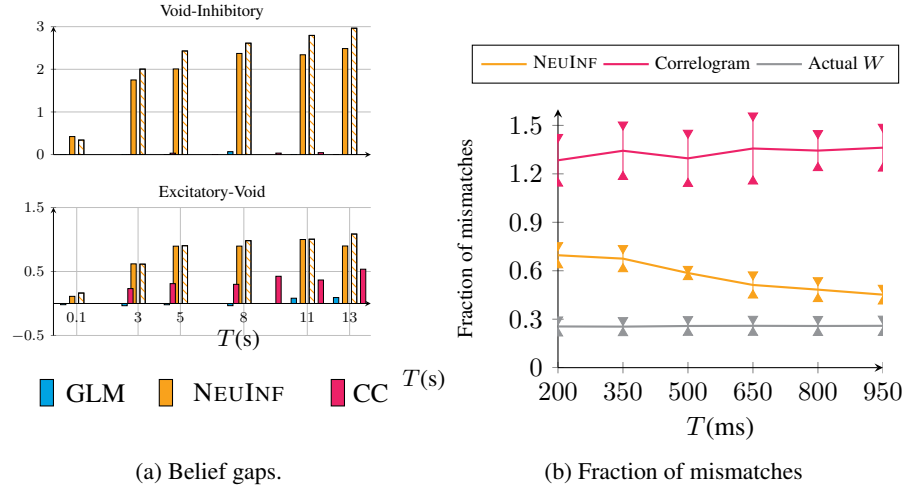 Void-Inhibitory
3
2
1
0
Excitatory-Void
1.5
0.5
−0.5
0.1 3 5 8 11 13
T(s)
GLM NEUINF CC T(s)
(a) Belief gaps.
NEUINF Correlogram Actual W
Fraction of mismatches
1.5
1.2
0.9
0.6
0.3
0
200 350 500 650 800 950
T(ms)
(b) Fraction of mismatches